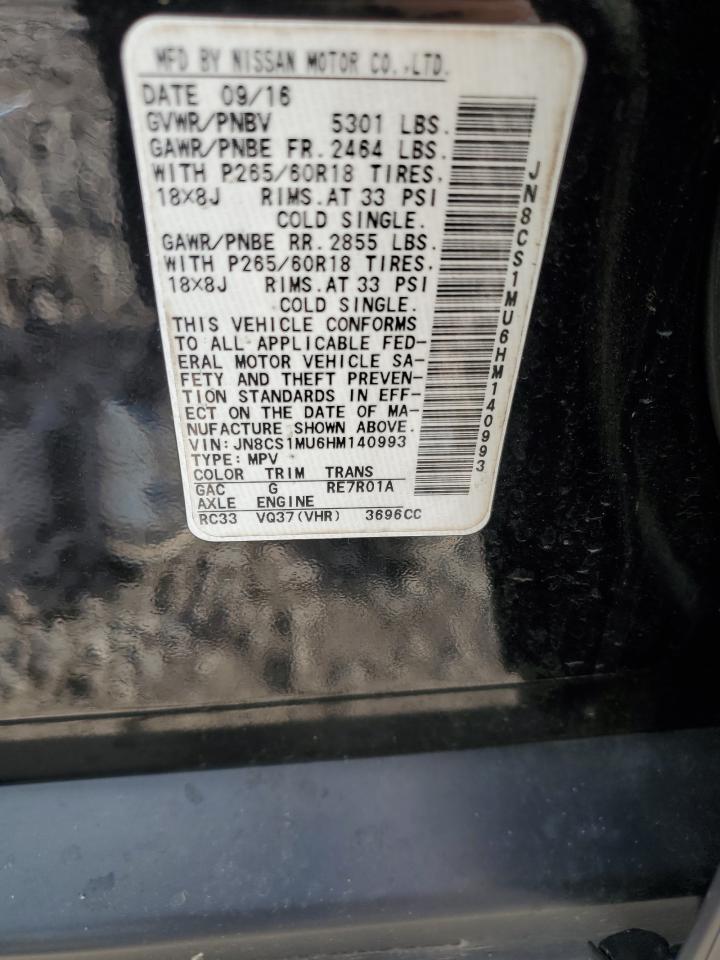 MFD BY NISSAN MOTOR CO.,LTD.
DATE 09/16
GVWR/PNBV 5301 LBS.
GAWR/PNBE FR. 2464 LBS.
WITH P265/60R18 TIRES.
18×8J RIMS. AT 33 PSI
COLD SINGLE.
GAWR/PNBE RR. 2855 LBS.
WITH P265/60R18 TIRES.
18×8J RIMS. AT 33 PSI
COLD SINGLE.
THIS VEHICLE CONFORMS
TO ALL APPLICABLE FED-
ERAL MOTOR VEHICLE SA-
FETY AND THEFT PREVEN-
TION STANDARDS IN EFF-
ECT ON THE DATE OF MA-
NUFACTURE SHOWN ABOVE.
VIN: JN8CS1MU6HM140993
TYPE: MPV
COLOR TRIM TRANS
GAC G RE7R01A
AXLE ENGINE
RC33 VQ37(VHR) 3696CC
JN8CS1MU6HM140993